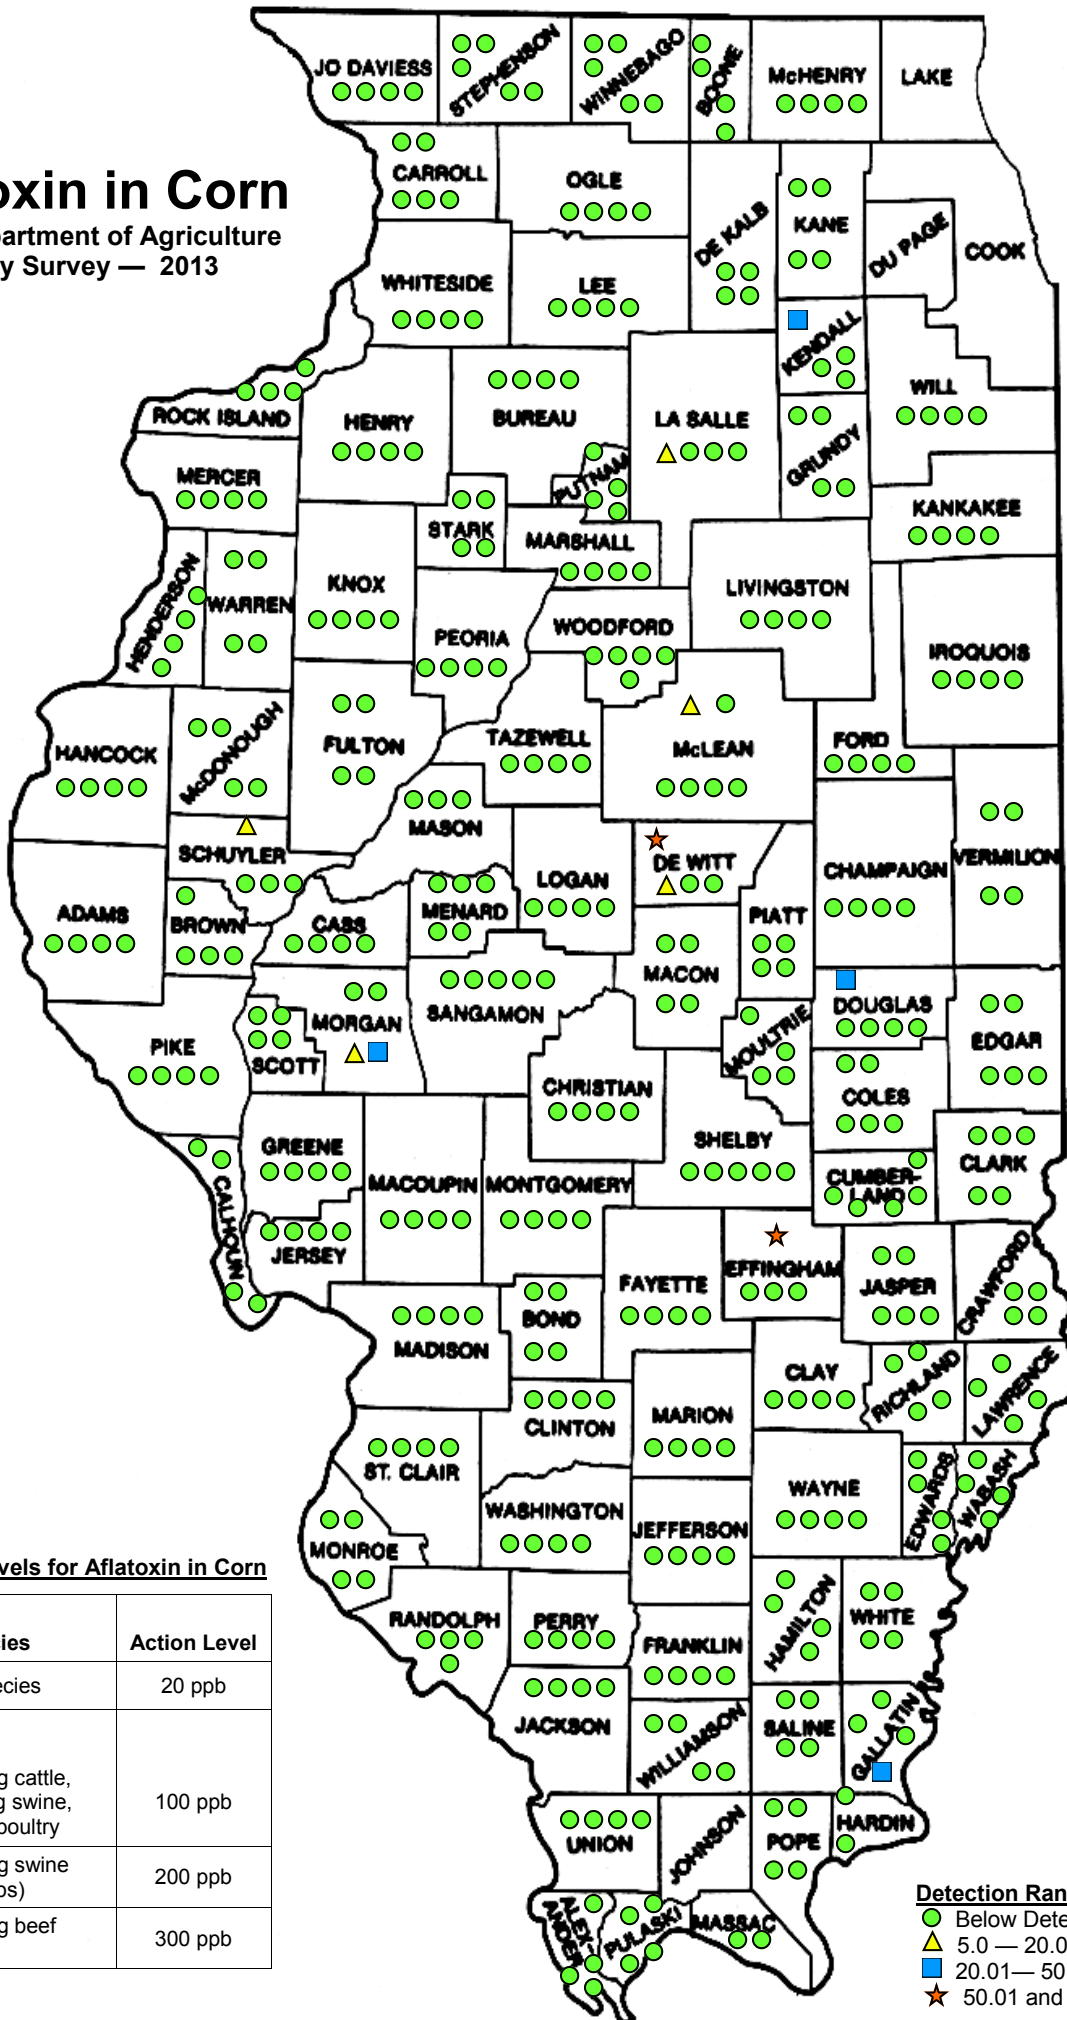 oxin in Corn
partment of Agriculture
y Survey — 2013
JO DAVIESS
STEPHENSON
WINNEBAGO
BOONE
McHENRY
LAKE
CARROLL
OGLE
DE KALB
KANE
DU PAGE
COOK
WHITESIDE
LEE
KENDALL
ROCK ISLAND
HENRY
BUREAU
LA SALLE
WILL
MERCER
PUTNAM
GRUNDY
STARK
MARSHALL
KANKAKEE
HENDERSON
WARREN
KNOX
PEORIA
WOODFORD
LIVINGSTON
IROQUOIS
HANCOCK
McDONOUGH
FULTON
TAZEWELL
McLEAN
FORD
SCHUYLER
MASON
LOGAN
DE WITT
CHAMPAIGN
VERMILION
ADAMS
BROWN
CASS
MENARD
PIATT
MACON
PIKE
SCOTT
MORGAN
SANGAMON
CHRISTIAN
MOULTRIE
DOUGLAS
EDGAR
COLES
SHELBY
CALHOUN
GREENE
MACOUPIN
MONTGOMERY
CUMBER-
LAND
CLARK
JERSEY
FAYETTE
EFFINGHAM
JASPER
CRAWFORD
MADISON
BOND
CLAY
RICHLAND
LAWRENCE
CLINTON
MARION
ST. CLAIR
WAYNE
EDWARDS
WABASH
WASHINGTON
JEFFERSON
MONROE
RANDOLPH
PERRY
FRANKLIN
HAMILTON
WHITE
JACKSON
WILLIAMSON
SALINE
GALLATIN
UNION
JOHNSON
POPE
HARDIN
ALEX-
ANDER
PULASKI
MASSAC
vels for Aflatoxin in Corn
cies Action Level
ecies 20 ppb
g cattle,
g swine, 100 ppb
poultry
g swine
os) 200 ppb
g beef 300 ppb
Detection Ran
Below Dete
5.0 — 20.0
20.01— 50
50.01 and